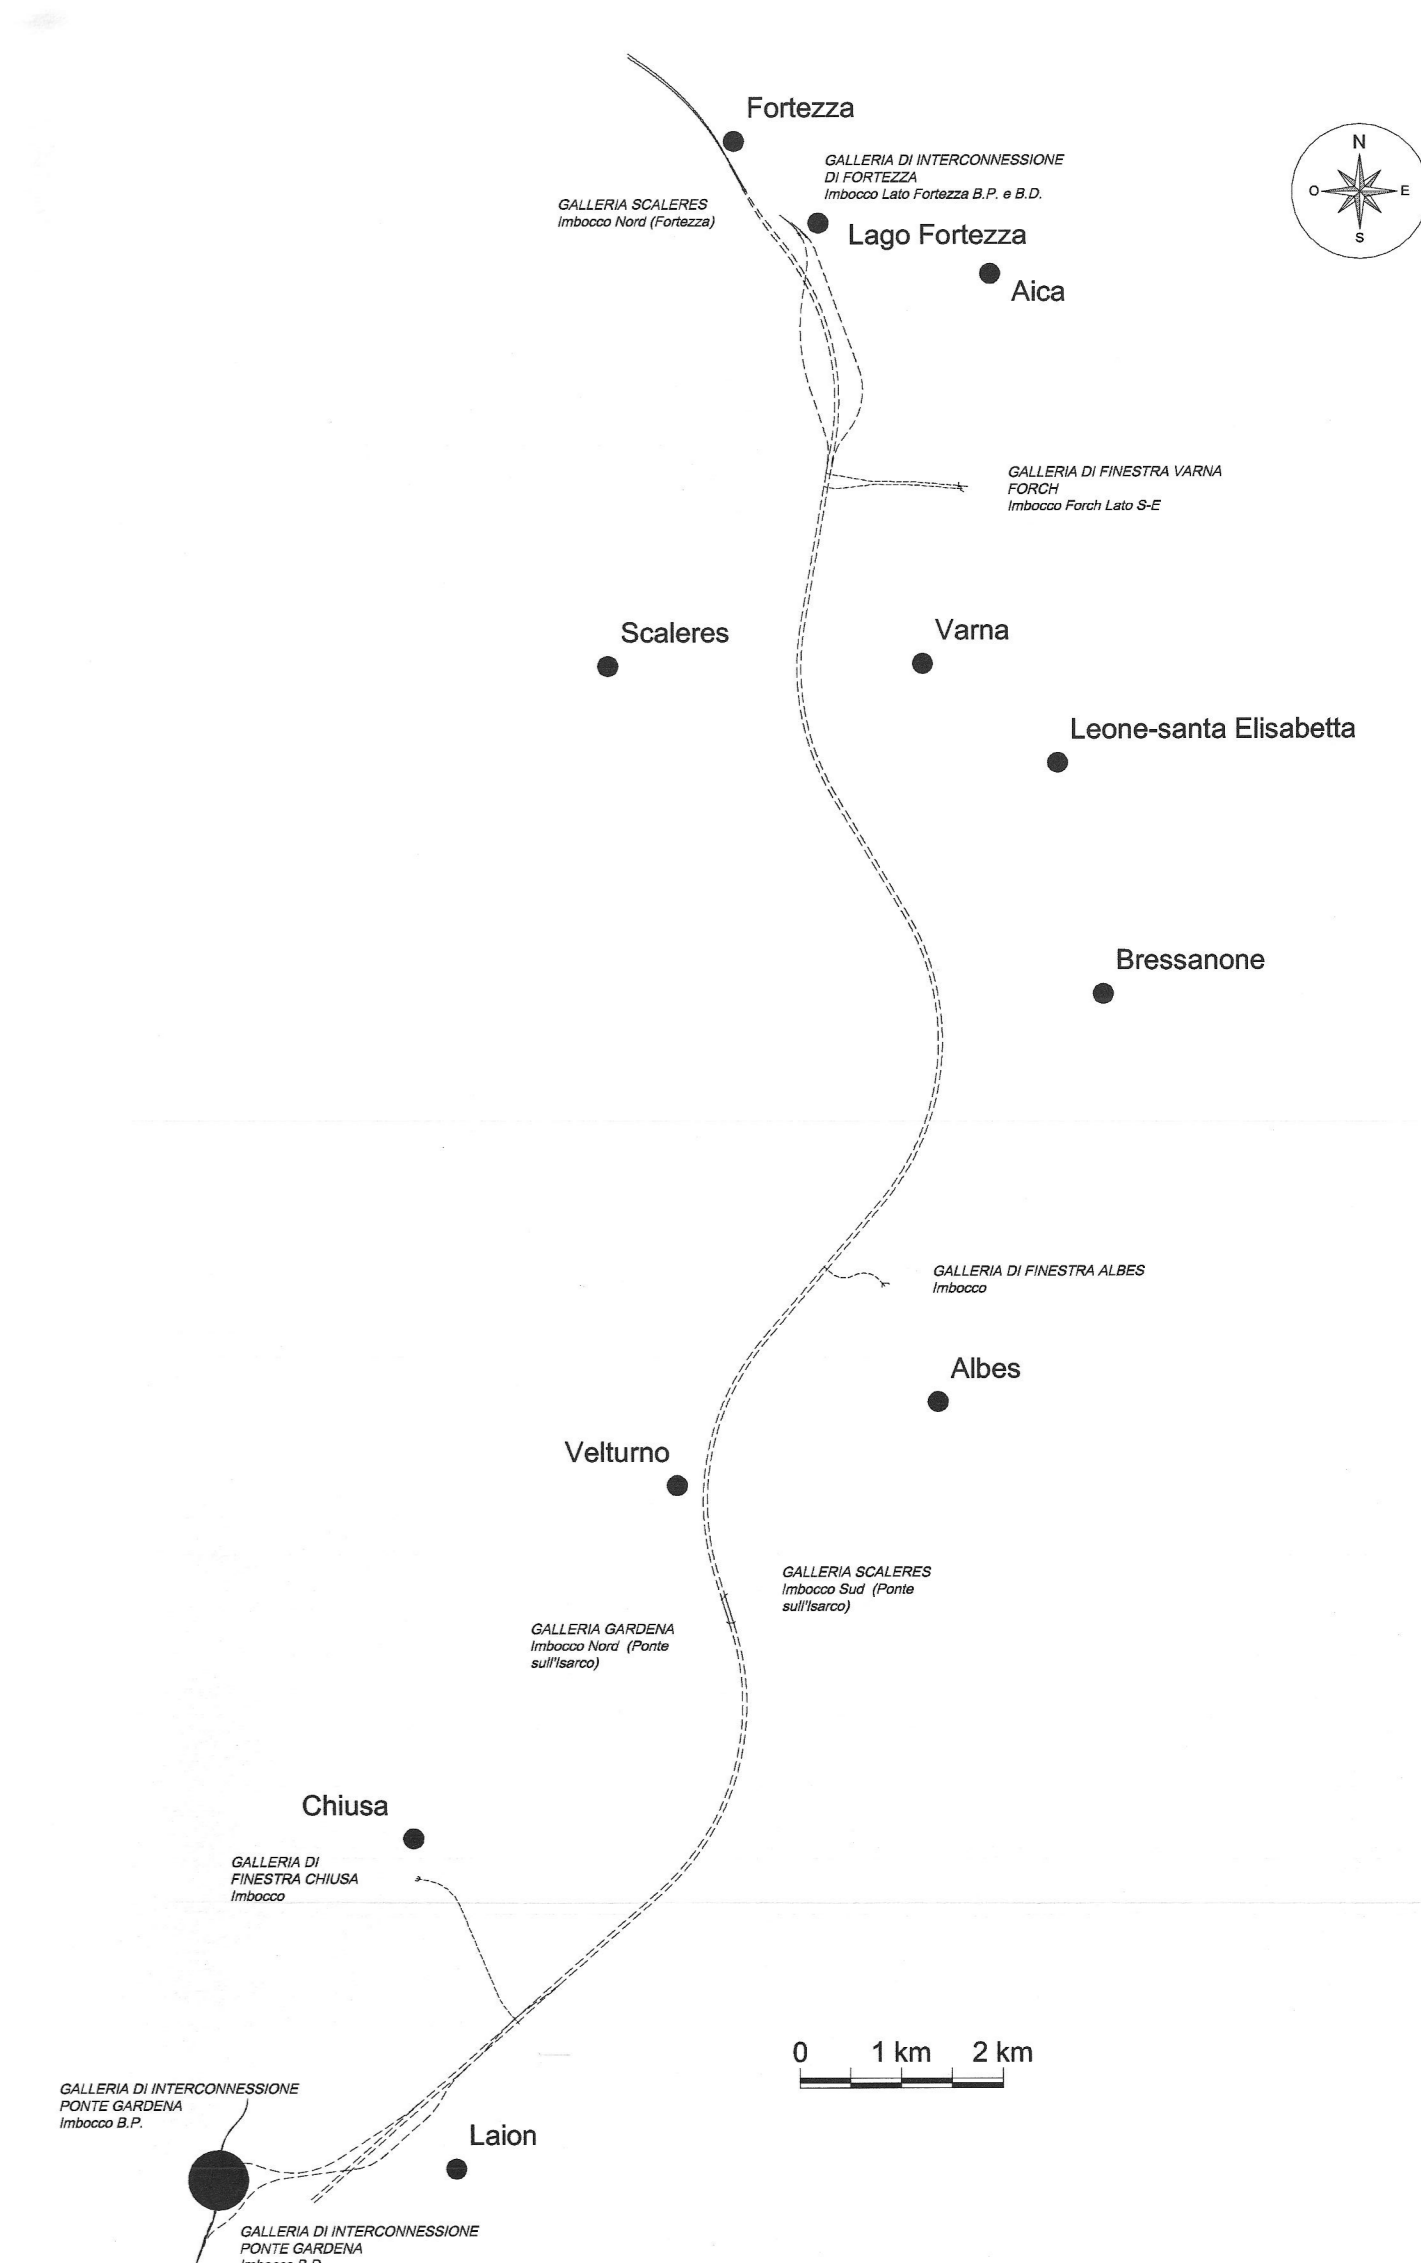 Fortezza
N
O
E
S
GALLERIA DI INTERCONNESSIONE
DI FORTEZZA
Imbocco Lato Fortezza B.P. e B.D.
GALLERIA SCALERES
Imbocco Nord (Fortezza)
Lago Fortezza
Aica
GALLERIA DI FINESTRA VARNA
FORCH
Imbocco Forch Lato S-E
Scaleres
Varna
Leone-santa Elisabetta
Bressanone
GALLERIA DI FINESTRA ALBES
Imbocco
Albes
Velturno
GALLERIA SCALERES
Imbocco Sud (Ponte
sull'Isarco)
GALLERIA GARDENA
Imbocco Nord (Ponte
sull'Isarco)
Chiusa
GALLERIA DI
FINESTRA CHIUSA
Imbocco
0 1 km 2 km
GALLERIA DI INTERCONNESSIONE
PONTE GARDENA
Imbocco B.P.
Laion
GALLERIA DI INTERCONNESSIONE
PONTE GARDENA
Imbocco B.D.